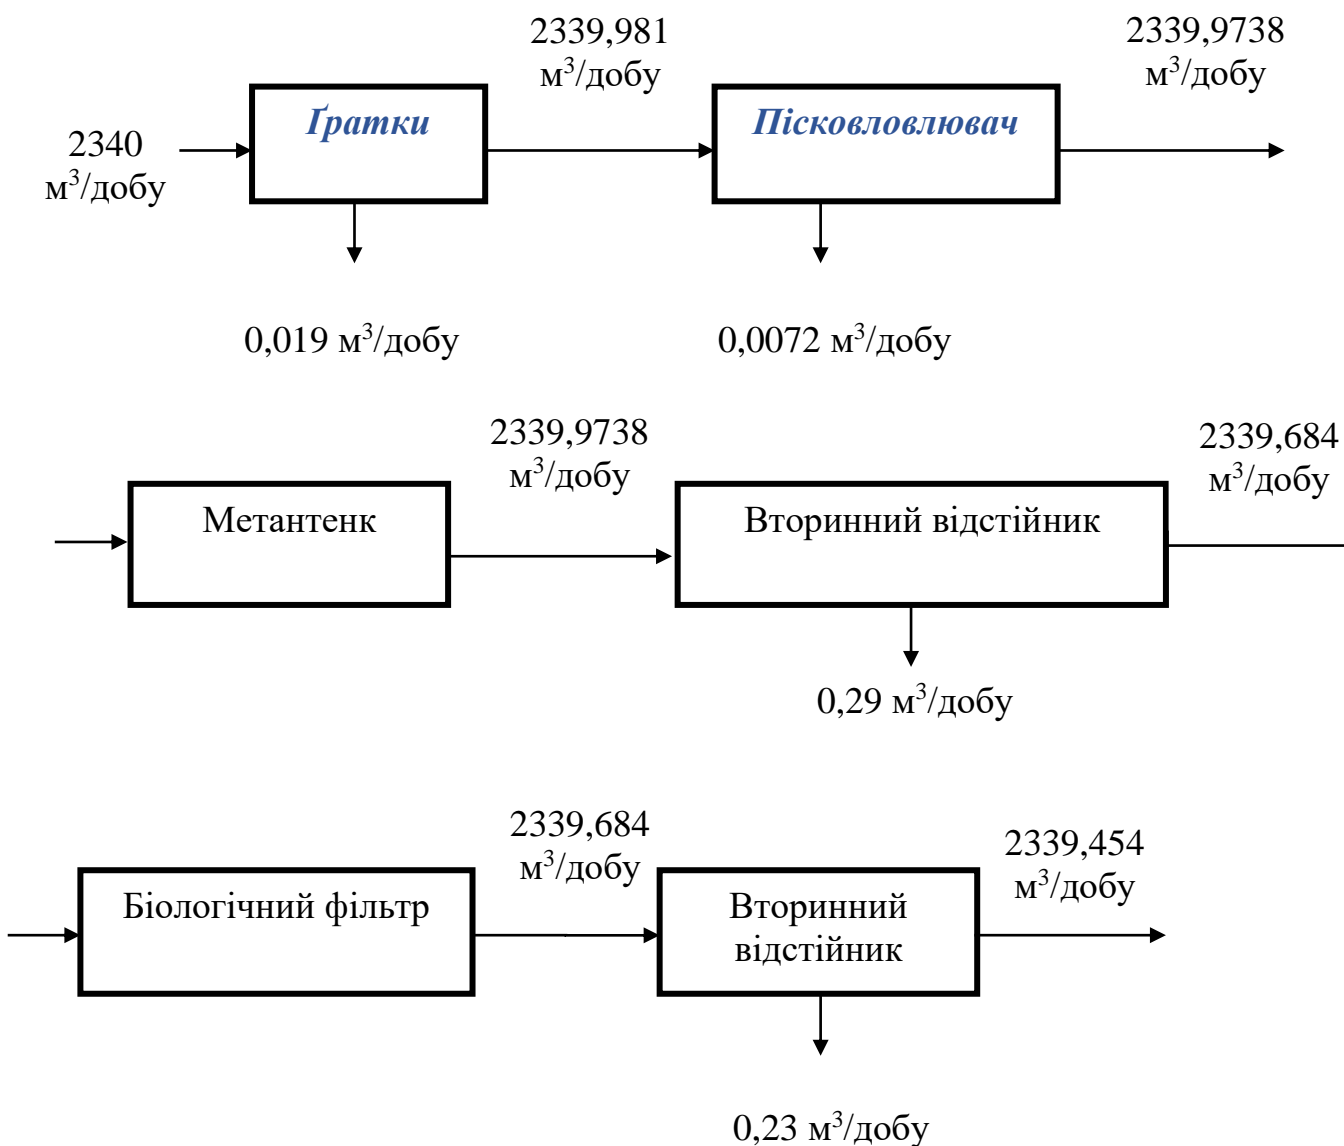 2339,981
м³/добу
2339,9738
м³/добу
Ґратки
Пісковловлювач
2340
м³/добу
0,019 м³/добу
0,0072 м³/добу
2339,9738
м³/добу
2339,684
м³/добу
Метантенк
Вторинний відстійник
0,29 м³/добу
2339,684
м³/добу
2339,454
м³/добу
Біологічний фільтр
Вторинний
відстійник
0,23 м³/добу